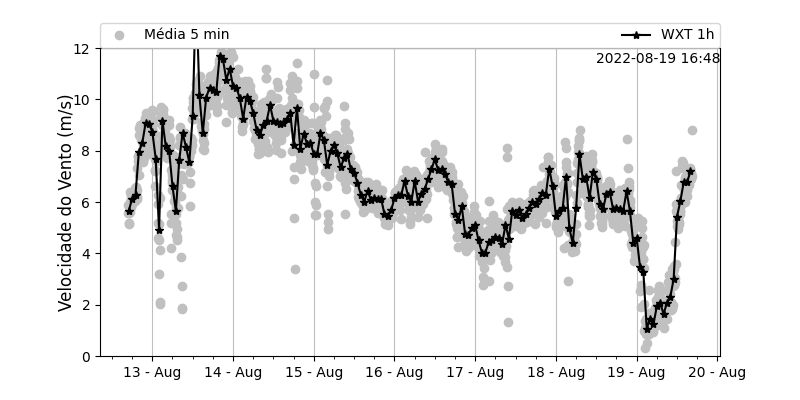 Média 5 min
WXT 1h
2022-08-19 16:48
Velocidade do Vento (m/s)
12
10
8
6
4
2
0
13 - Aug
14 - Aug
15 - Aug
16 - Aug
17 - Aug
18 - Aug
19 - Aug
20 - Aug